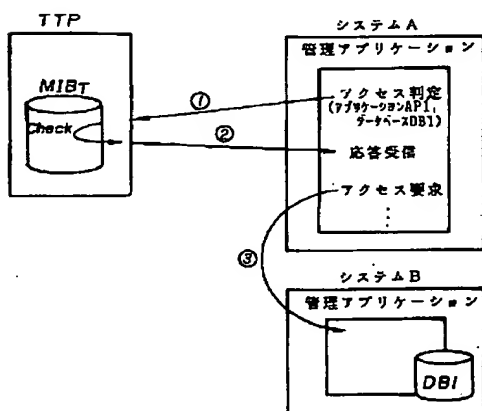 TTP
MIBT
Check
①
②
システムA
管理アプリケーション
アクセス判定
(アプリケーションAP1,
データベースDB1)
応答受信
アクセス要求
⋮
③
システムB
管理アプリケーション
DB1